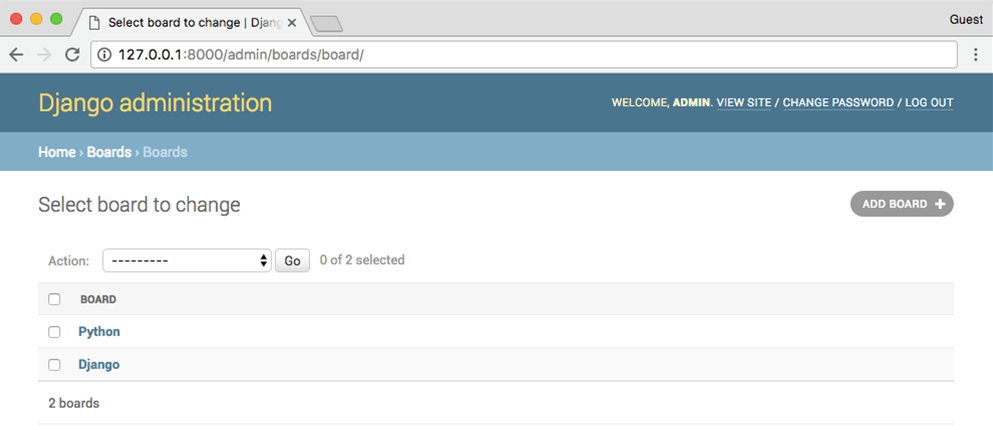 Select board to change | Djang
Guest
127.0.0.1:8000/admin/boards/board/
Django administration
WELCOME, ADMIN. VIEW SITE / CHANGE PASSWORD / LOG OUT
Home › Boards › Boards
Select board to change
ADD BOARD +
Action: --------- Go 0 of 2 selected
BOARD
Python
Django
2 boards